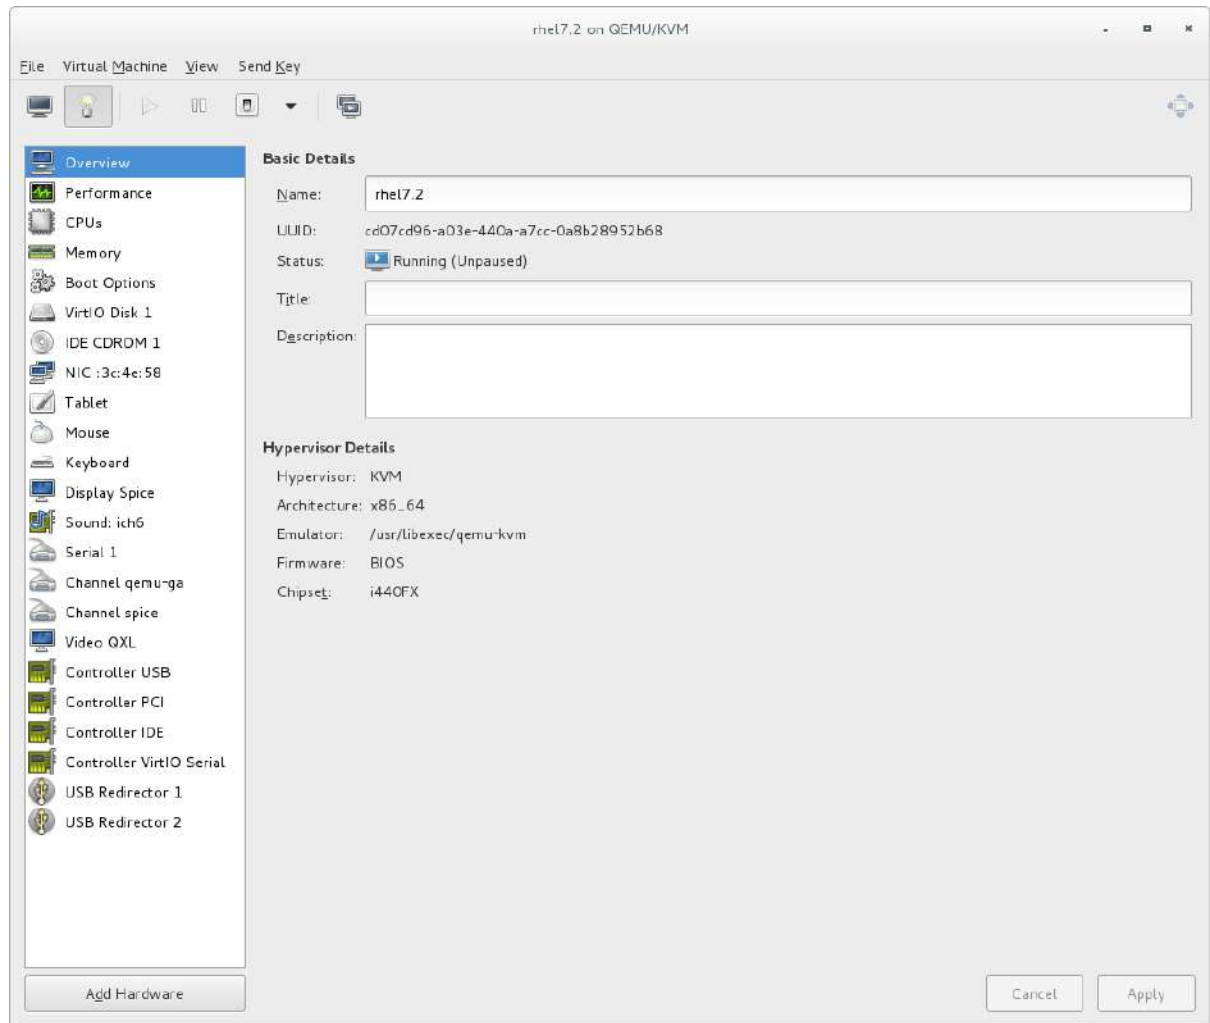 rhel7.2 on QEMU/KVM
File Virtual Machine View Send Key
Overview
Performance
CPUs
Memory
Boot Options
VirtIO Disk 1
IDE CDROM 1
NIC :3c:4e:58
Tablet
Mouse
Keyboard
Display Spice
Sound: ich6
Serial 1
Channel qemu-ga
Channel spice
Video QXL
Controller USB
Controller PCI
Controller IDE
Controller VirtIO Serial
USB Redirector 1
USB Redirector 2
Add Hardware
Basic Details
Name: rhel7.2
UUID: cd07cd96-a03e-440a-a7cc-0a8b28952b68
Status: Running (Unpaused)
Title:
Description:
Hypervisor Details
Hypervisor: KVM
Architecture: x86_64
Emulator: /usr/libexec/qemu-kvm
Firmware: BIOS
Chipset: i440FX
Cancel Apply